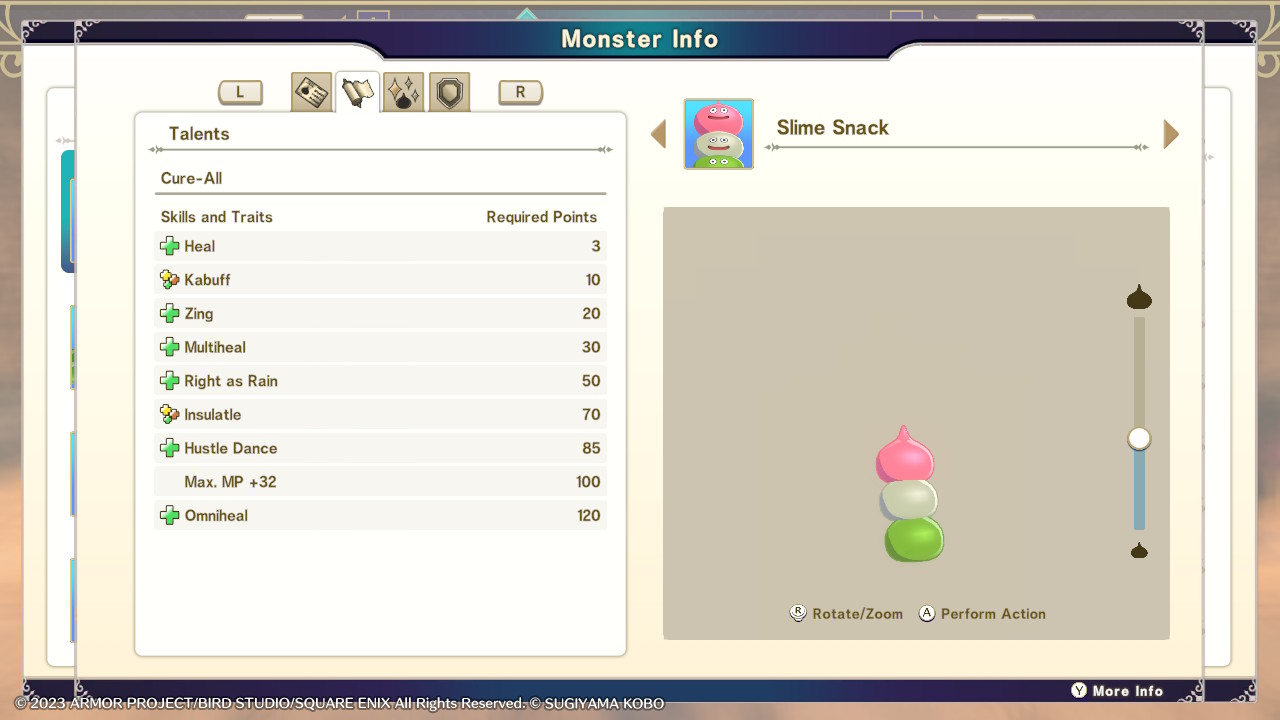 Monster Info
L
R
Talents
Cure-All
Skills and Traits Required Points
Heal 3
Kabuff 10
Zing 20
Multiheal 30
Right as Rain 50
Insulatle 70
Hustle Dance 85
Max. MP +32 100
Omniheal 120
Slime Snack
R Rotate/Zoom A Perform Action
Y More Info
© 2023 ARMOR PROJECT/BIRD STUDIO/SQUARE ENIX All Rights Reserved. © SUGIYAMA KOBO